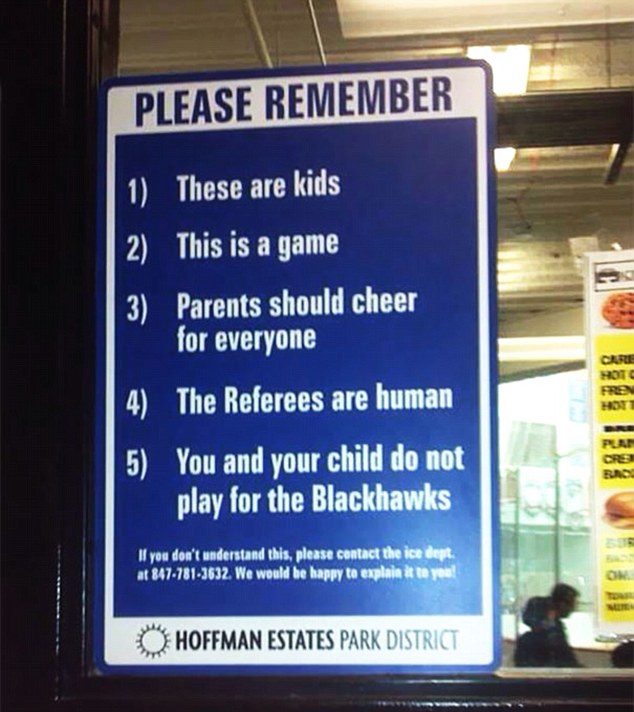 PLEASE REMEMBER
1) These are kids
2) This is a game
3) Parents should cheer
for everyone
4) The Referees are human
5) You and your child do not
play for the Blackhawks
If you don't understand this, please contact the ice dept.
at 847-781-3632. We would be happy to explain it to you!
HOFFMAN ESTATES PARK DISTRICT
HOT
PLAIN